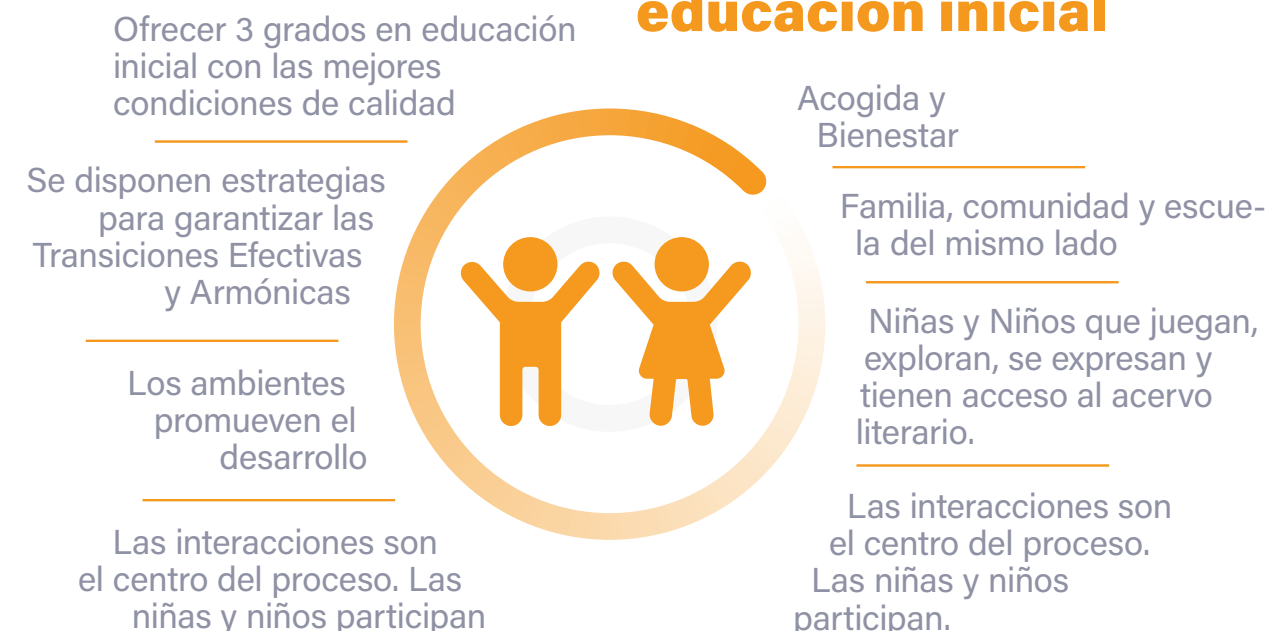 educación inicial
Ofrecer 3 grados en educación
inicial con las mejores
condiciones de calidad
Se disponen estrategias
para garantizar las
Transiciones Efectivas
y Armónicas
Los ambientes
promueven el
desarrollo
Las interacciones son
el centro del proceso. Las
niñas y niños participan
Acogida y
Bienestar
Familia, comunidad y escue-
la del mismo lado
Niñas y Niños que juegan,
exploran, se expresan y
tienen acceso al acervo
literario.
Las interacciones son
el centro del proceso.
Las niñas y niños
participan.